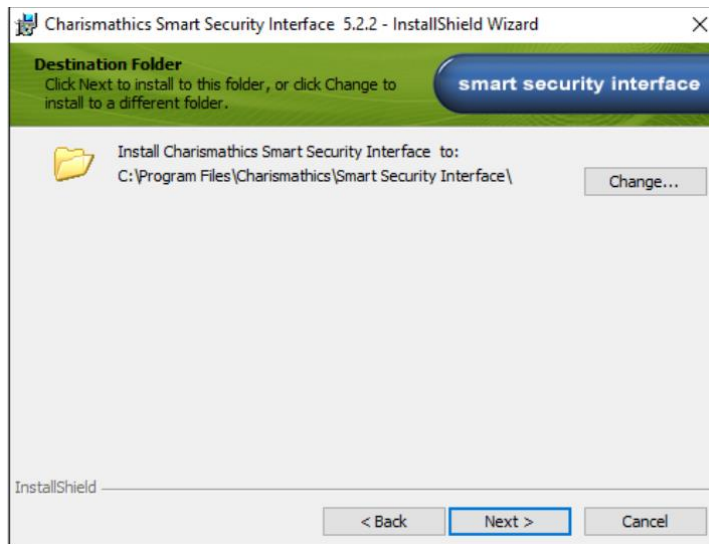 Charismathics Smart Security Interface 5.2.2 - InstallShield Wizard
Destination Folder
Click Next to install to this folder, or click Change to
install to a different folder.
smart security interface
Install Charismathics Smart Security Interface to:
C:\Program Files\Charismathics\Smart Security Interface\
Change...
InstallShield
< Back
Next >
Cancel